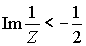 Im 1/Z < -1/2